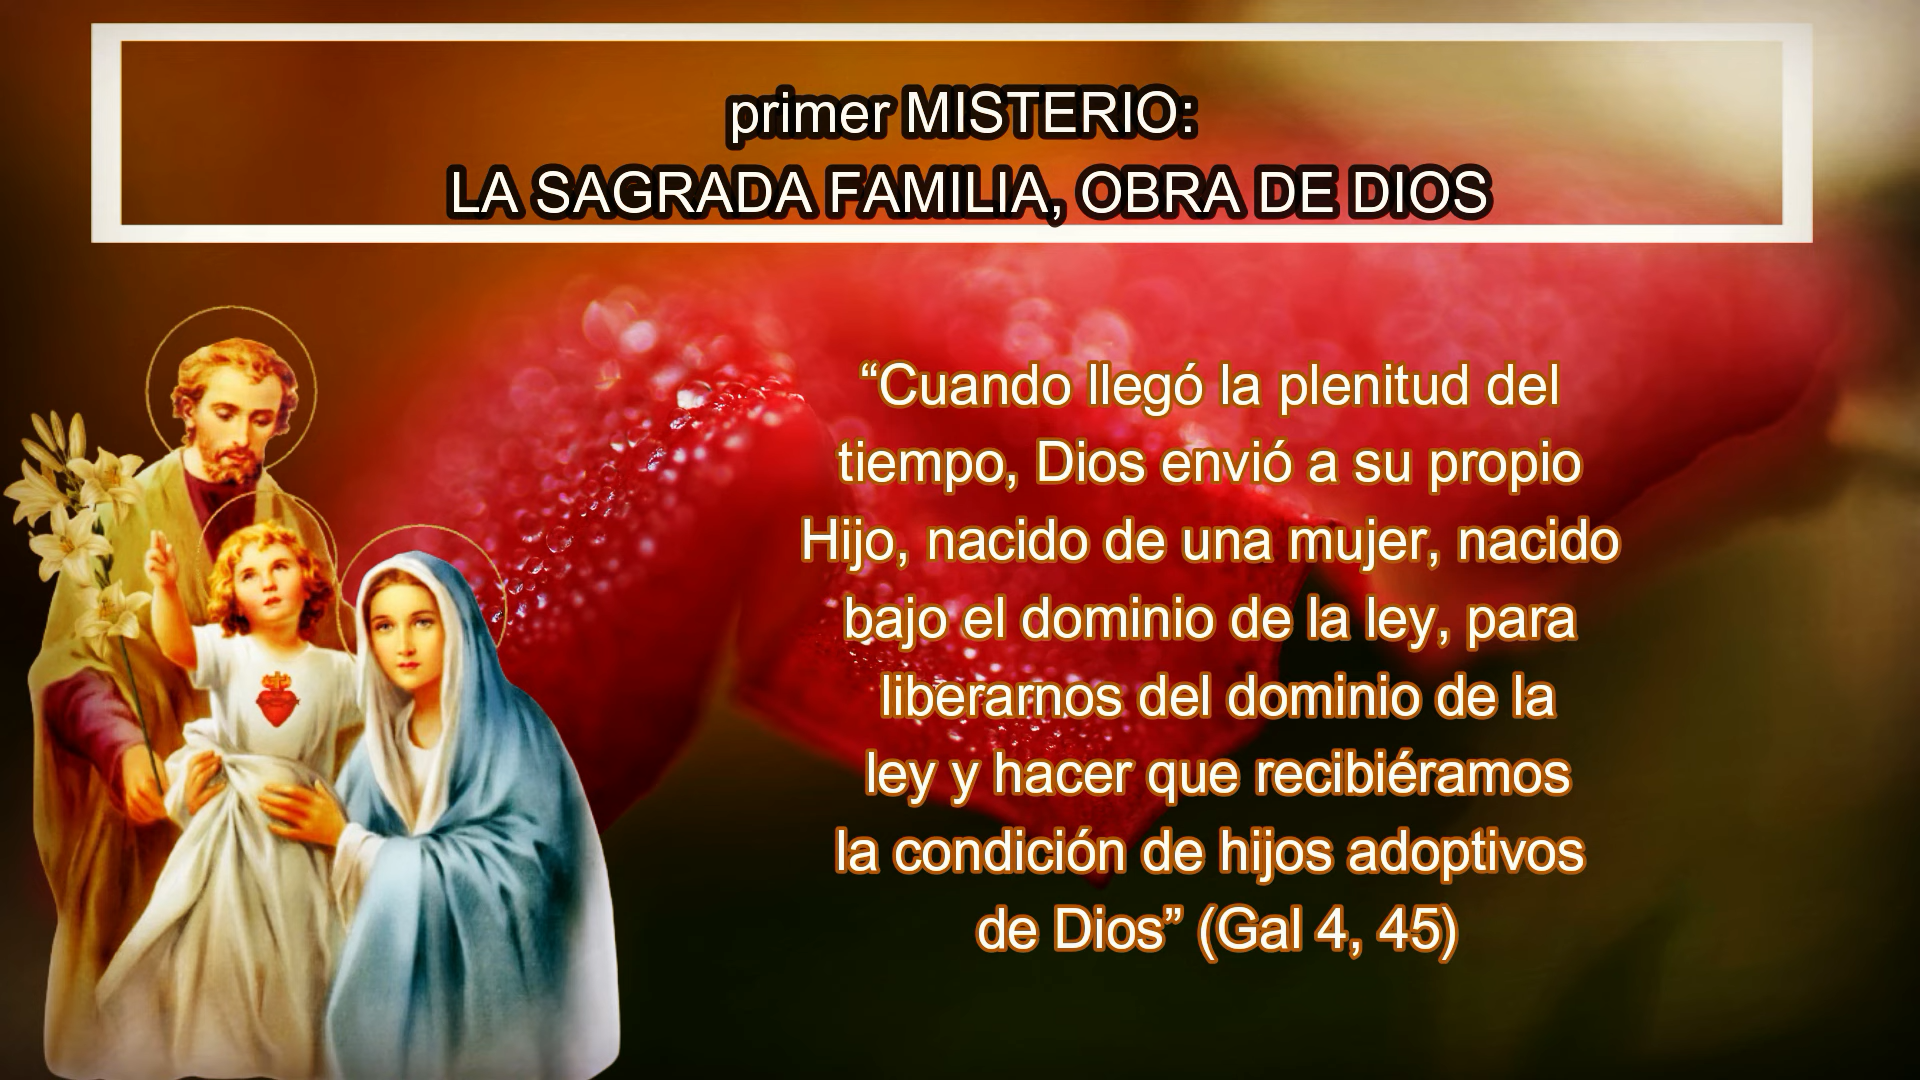 primer MISTERIO:
LA SAGRADA FAMILIA, OBRA DE DIOS
“Cuando llegó la plenitud del
tiempo, Dios envió a su propio
Hijo, nacido de una mujer, nacido
bajo el dominio de la ley, para
liberarnos del dominio de la
ley y hacer que recibiéramos
la condición de hijos adoptivos
de Dios” (Gal 4, 45)